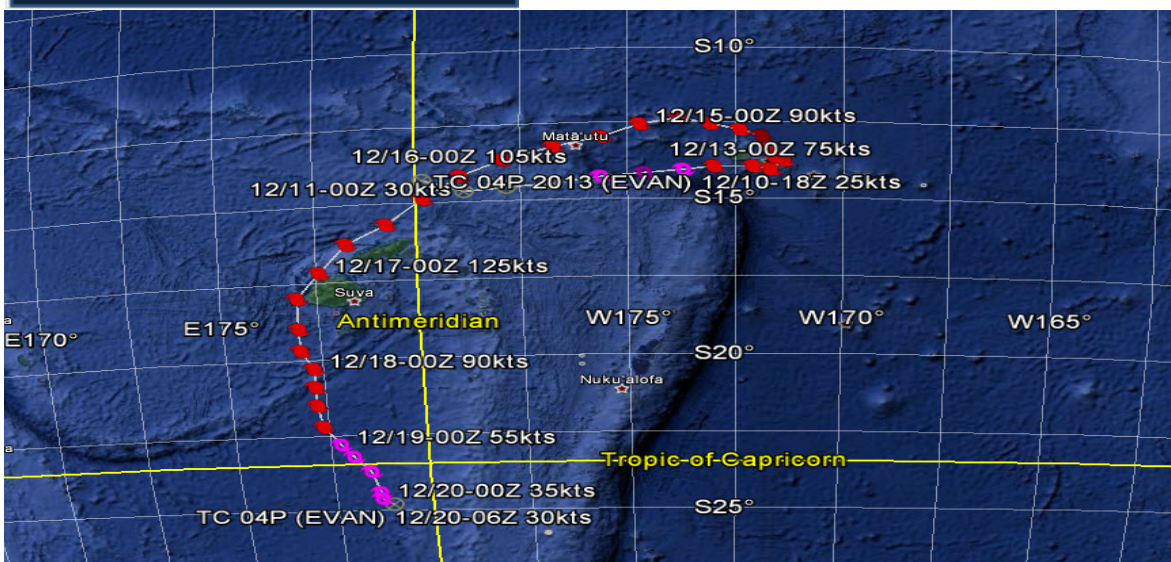 S10°
12/15-00Z 90kts
Mata'utu
12/13-00Z 75kts
12/16-00Z 105kts
12/11-00Z 30kts
TC 04P 2013 (EVAN) 12/10-18Z 25kts
S15°
12/17-00Z 125kts
Suva
E170°
E175°
Antimeridian
W175°
W170°
W165°
S20°
12/18-00Z 90kts
Nuku'alofa
12/19-00Z 55kts
Tropic of Capricorn
12/20-00Z 35kts
S25°
TC 04P (EVAN) 12/20-06Z 30kts